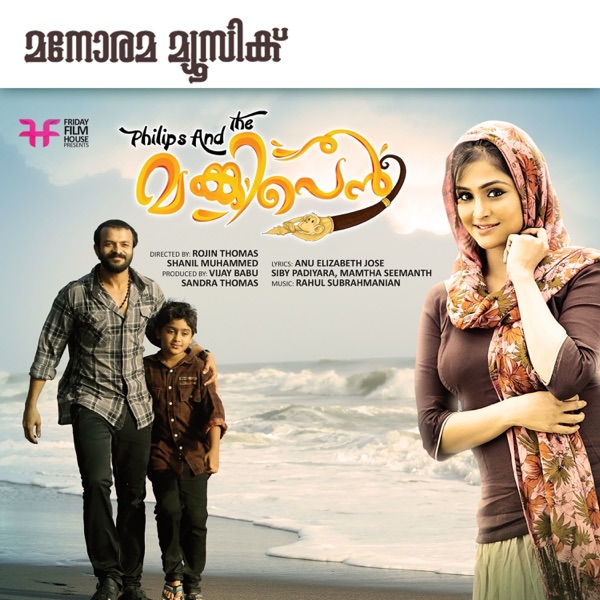 മനോരമ മ്യൂസിക്
FRIDAY
FILM
HOUSE
PRESENTS
Philips And the
മങ്കിപെൻ
DIRECTED BY: ROJIN THOMAS
SHANIL MUHAMMED
PRODUCED BY: VIJAY BABU
SANDRA THOMAS
LYRICS: ANU ELIZABETH JOSE
SIBY PADIYARA, MAMTHA SEEMANTH
MUSIC: RAHUL SUBRAHMANIAN